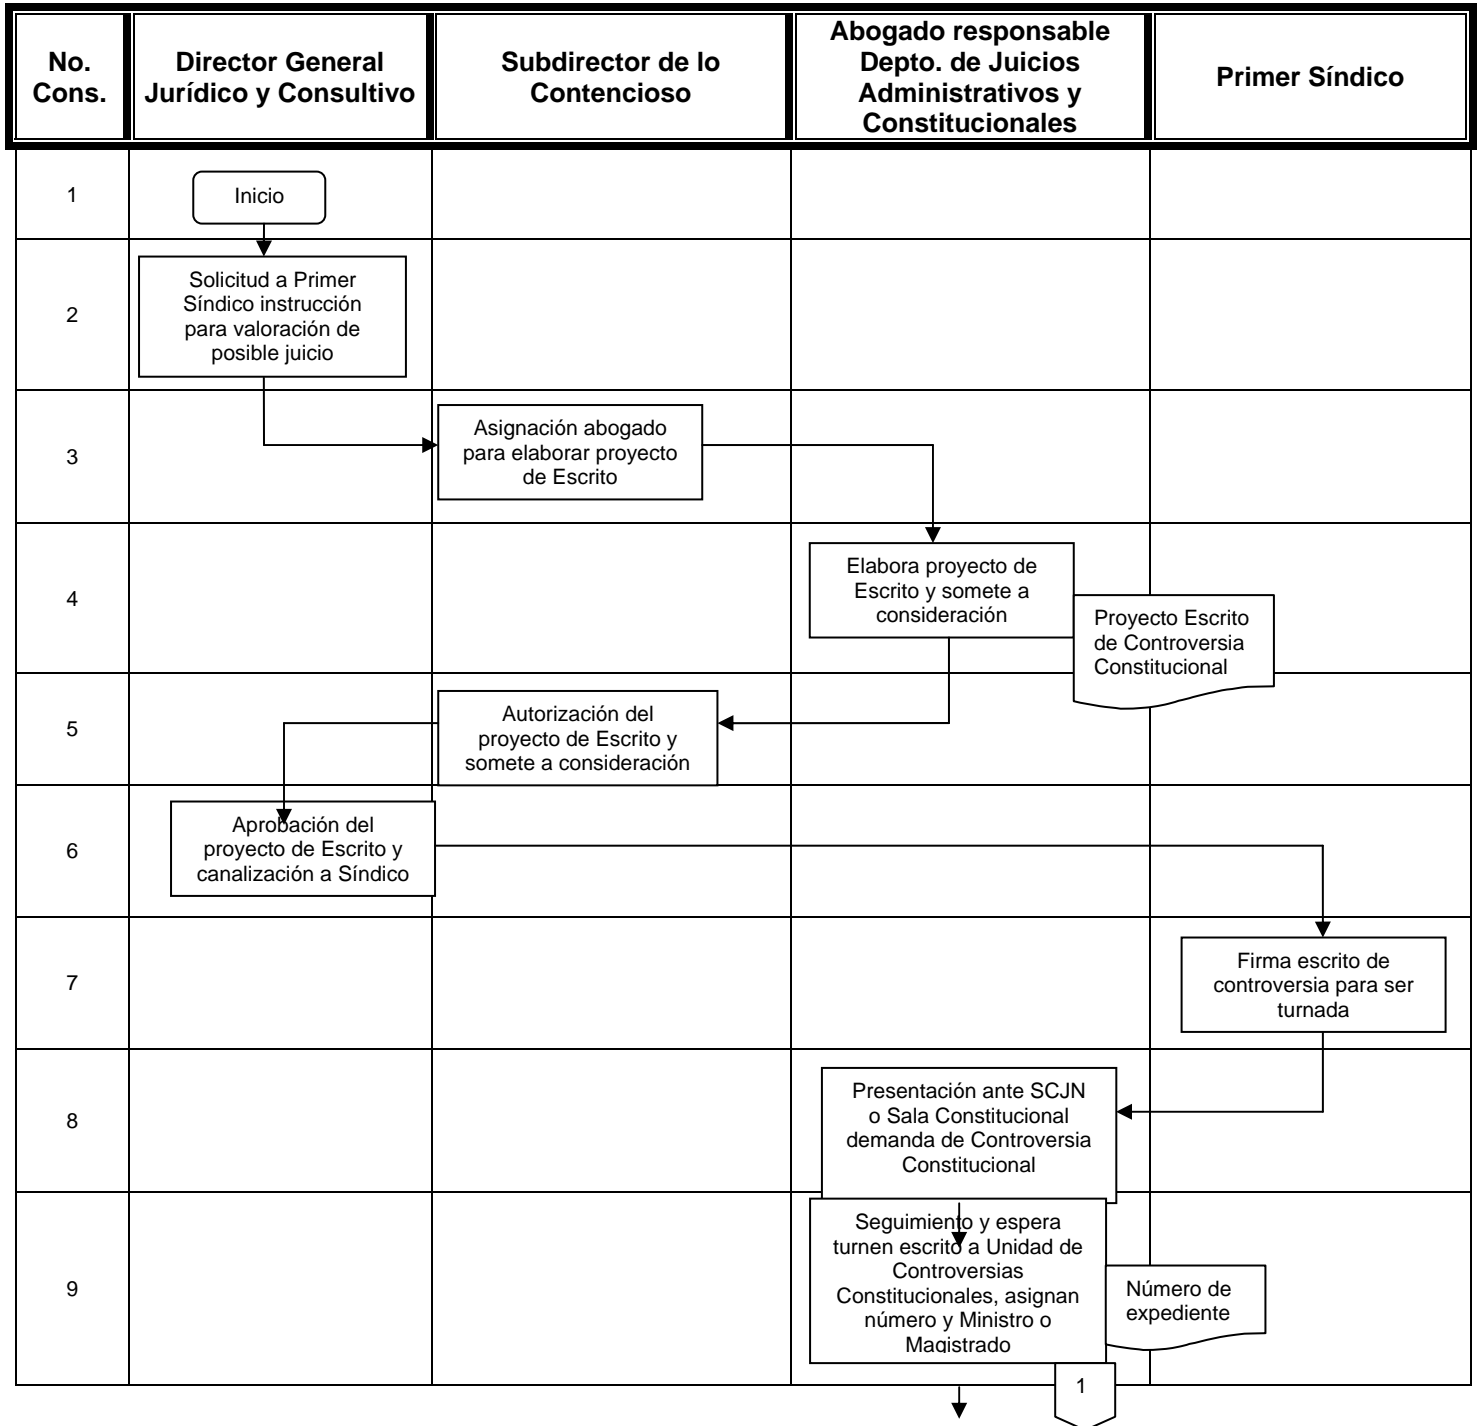 No.
Cons.
Director General
Jurídico y Consultivo
Subdirector de lo
Contencioso
Abogado responsable
Depto. de Juicios
Administrativos y
Constitucionales
Primer Síndico
1
Inicio
2
Solicitud a Primer
Síndico instrucción
para valoración de
posible juicio
3
Asignación abogado
para elaborar proyecto
de Escrito
4
Elabora proyecto de
Escrito y somete a
consideración
Proyecto Escrito
de Controversia
Constitucional
5
Autorización del
proyecto de Escrito y
somete a consideración
6
Aprobación del
proyecto de Escrito y
canalización a Síndico
7
Firma escrito de
controversia para ser
turnada
8
Presentación ante SCJN
o Sala Constitucional
demanda de Controversia
Constitucional
9
Seguimiento y espera
turnen escrito a Unidad de
Controversias
Constitucionales, asignan
número y Ministro o
Magistrado
Número de
expediente
1